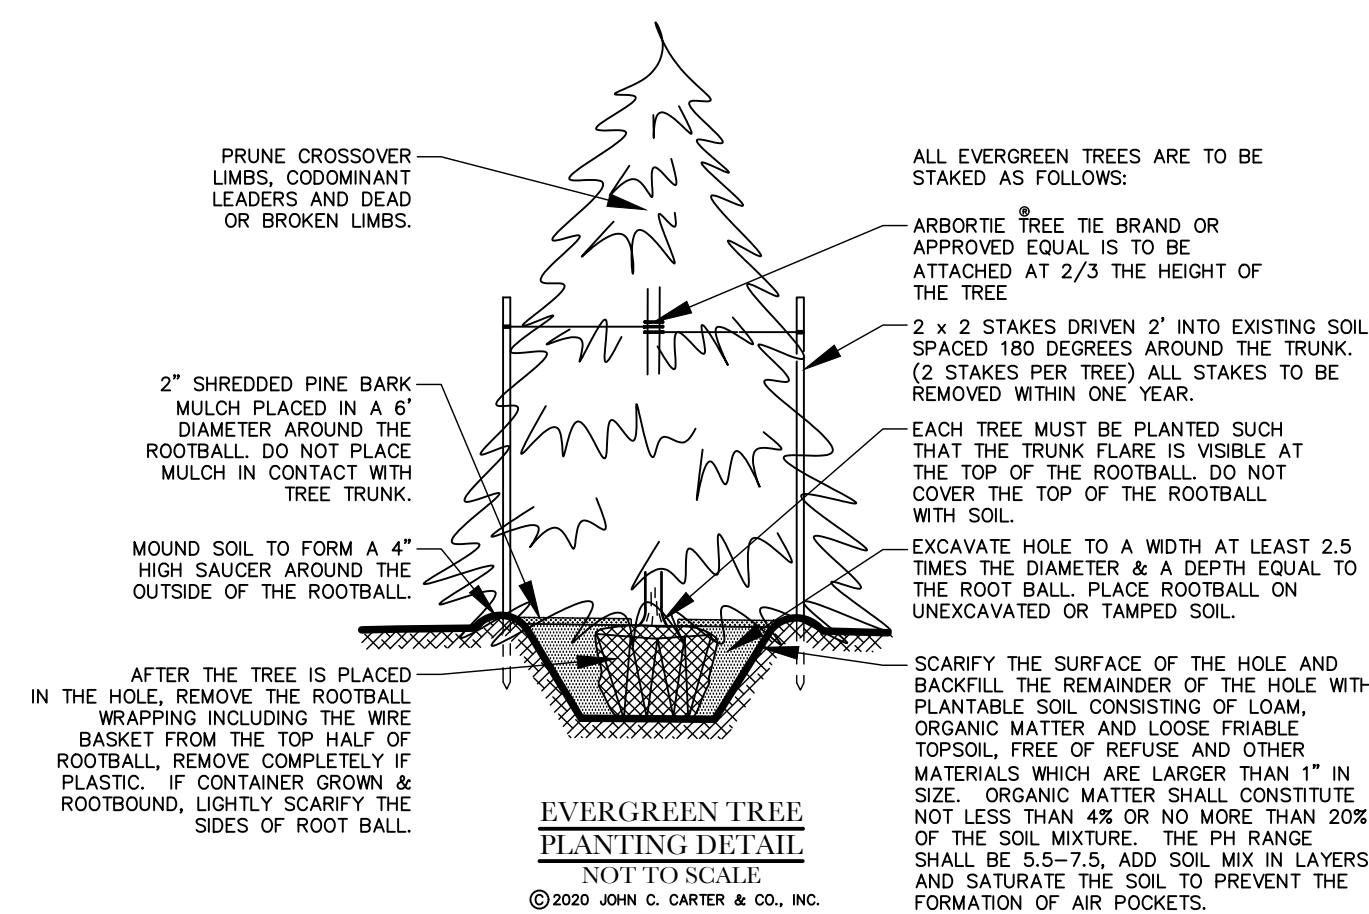 PRUNE CROSSOVER
LIMBS, CODOMINANT
LEADERS AND DEAD
OR BROKEN LIMBS.
2” SHREDDED PINE BARK
MULCH PLACED IN A 6’
DIAMETER AROUND THE
ROOTBALL. DO NOT PLACE
MULCH IN CONTACT WITH
TREE TRUNK.
MOUND SOIL TO FORM A 4”
HIGH SAUCER AROUND THE
OUTSIDE OF THE ROOTBALL.
AFTER THE TREE IS PLACED
IN THE HOLE, REMOVE THE ROOTBALL
WRAPPING INCLUDING THE WIRE
BASKET FROM THE TOP HALF OF
ROOTBALL, REMOVE COMPLETELY IF
PLASTIC. IF CONTAINER GROWN &
ROOTBOUND, LIGHTLY SCARIFY THE
SIDES OF ROOT BALL.
ALL EVERGREEN TREES ARE TO BE
STAKED AS FOLLOWS:
ARBORTIE ® TREE TIE BRAND OR
APPROVED EQUAL IS TO BE
ATTACHED AT 2/3 THE HEIGHT OF
THE TREE
2 x 2 STAKES DRIVEN 2’ INTO EXISTING SOIL
SPACED 180 DEGREES AROUND THE TRUNK.
(2 STAKES PER TREE) ALL STAKES TO BE
REMOVED WITHIN ONE YEAR.
EACH TREE MUST BE PLANTED SUCH
THAT THE TRUNK FLARE IS VISIBLE AT
THE TOP OF THE ROOTBALL. DO NOT
COVER THE TOP OF THE ROOTBALL
WITH SOIL.
EXCAVATE HOLE TO A WIDTH AT LEAST 2.5
TIMES THE DIAMETER & A DEPTH EQUAL TO
THE ROOT BALL. PLACE ROOTBALL ON
UNEXCAVATED OR TAMPED SOIL.
SCARIFY THE SURFACE OF THE HOLE AND
BACKFILL THE REMAINDER OF THE HOLE WITH
PLANTABLE SOIL CONSISTING OF LOAM,
ORGANIC MATTER AND LOOSE FRIABLE
TOPSOIL, FREE OF REFUSE AND OTHER
MATERIALS WHICH ARE LARGER THAN 1” IN
SIZE. ORGANIC MATTER SHALL CONSTITUTE
NOT LESS THAN 4% OR NO MORE THAN 20%
OF THE SOIL MIXTURE. THE PH RANGE
SHALL BE 5.5–7.5, ADD SOIL MIX IN LAYERS
AND SATURATE THE SOIL TO PREVENT THE
FORMATION OF AIR POCKETS.
EVERGREEN TREE
PLANTING DETAIL
NOT TO SCALE
©2020 JOHN C. CARTER & CO., INC.